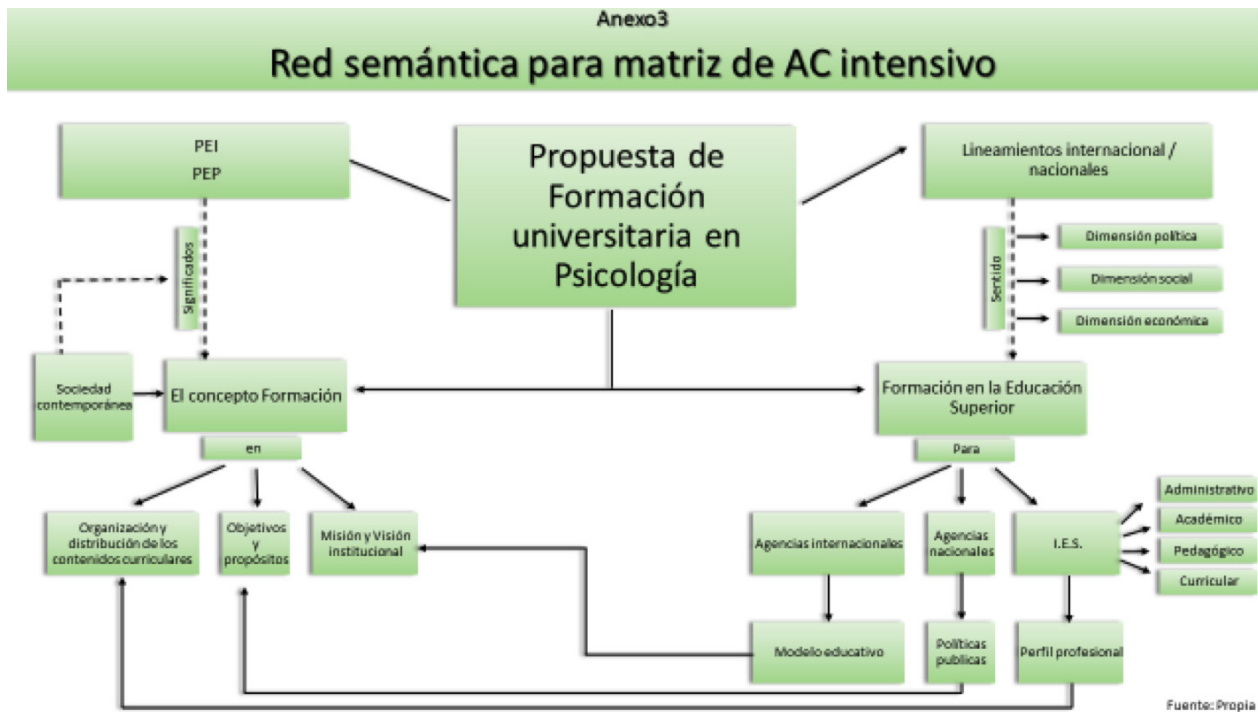 Anexo3
Red semántica para matriz de AC intensivo
PEI
PEP
Propuesta de
Formación
universitaria en
Psicología
Lineamientos internacional /
nacionales
Significados
Sentido
Dimensión política
Dimensión social
Dimensión económica
Sociedad
contemporánea
El concepto Formación
Formación en la Educación
Superior
en
Para
Organización y
distribución de los
contenidos curriculares
Objetivos
y
propósitos
Misión y Visión
institucional
Agencias internacionales
Agencias
nacionales
I.E.S.
Administrativo
Académico
Pedagógico
Curricular
Modelo educativo
Políticas
publicas
Perfil profesional
Fuente: Propia